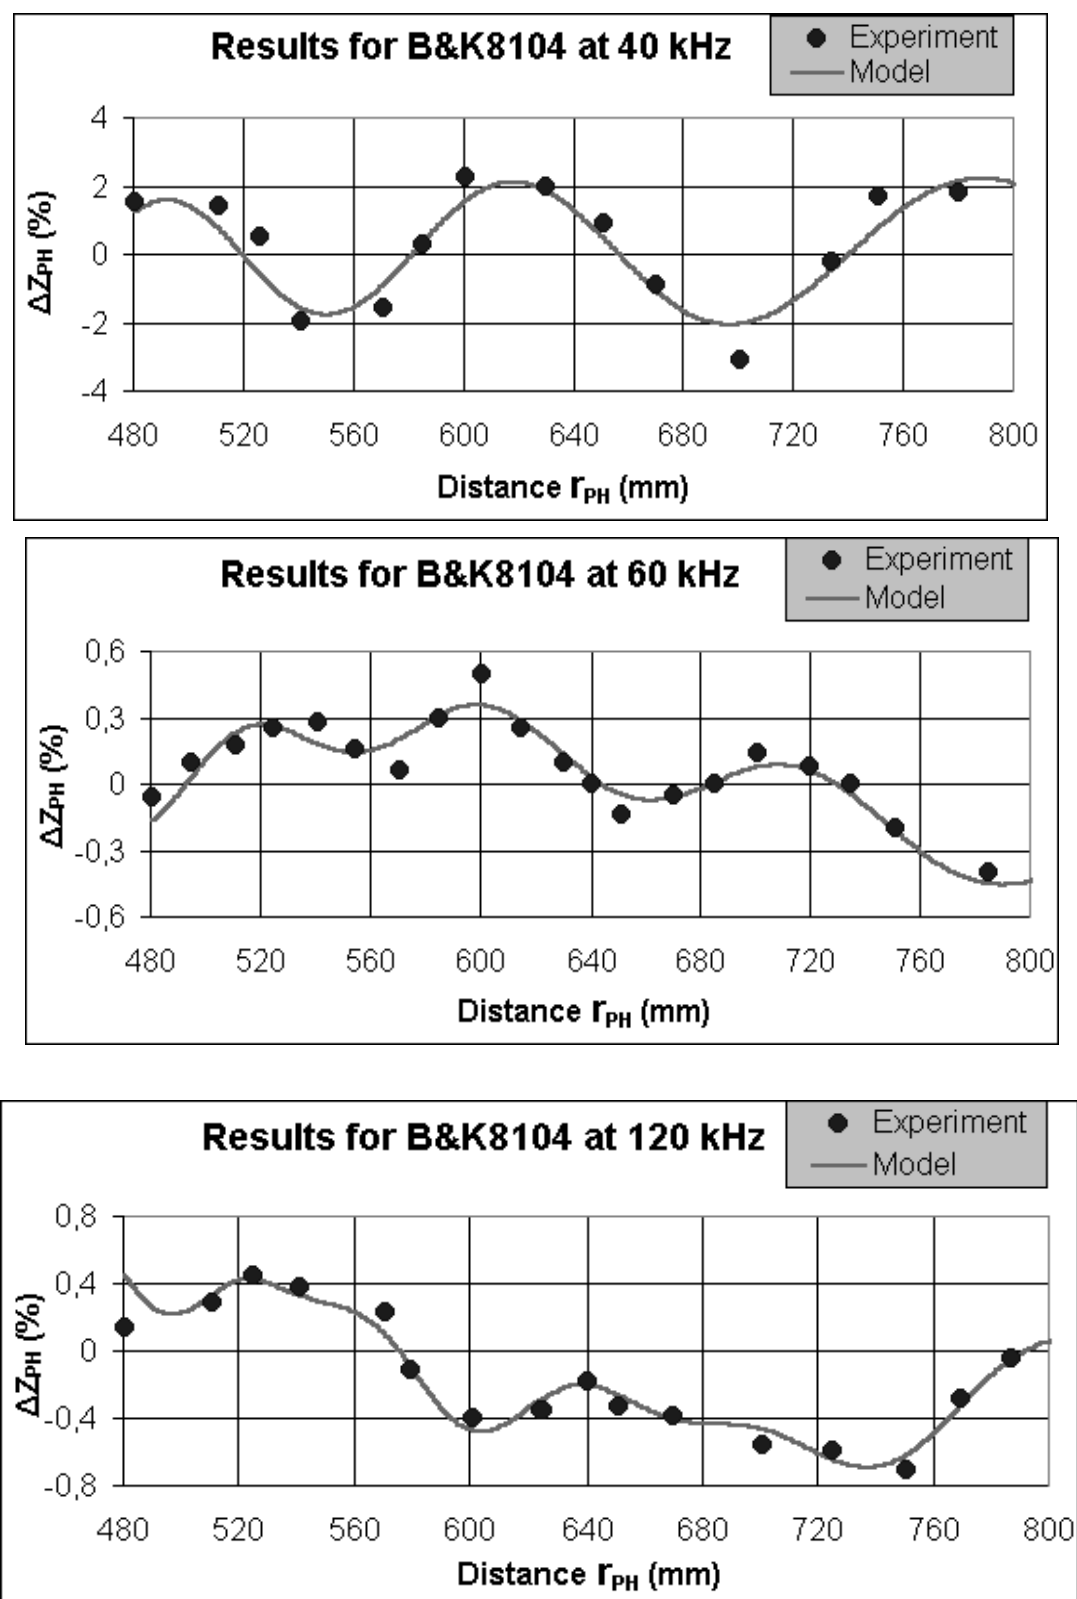 Results for B&K8104 at 40 kHz
Experiment
Model
4
2
0
-2
-4
ΔZPH (%)
480 520 560 600 640 680 720 760 800
Distance rPH (mm)
Results for B&K8104 at 60 kHz
Experiment
Model
0,6
0,3
0
-0,3
-0,6
ΔZPH (%)
480 520 560 600 640 680 720 760 800
Distance rPH (mm)
Results for B&K8104 at 120 kHz
Experiment
Model
0,8
0,4
0
-0,4
-0,8
ΔZPH (%)
480 520 560 600 640 680 720 760 800
Distance rPH (mm)